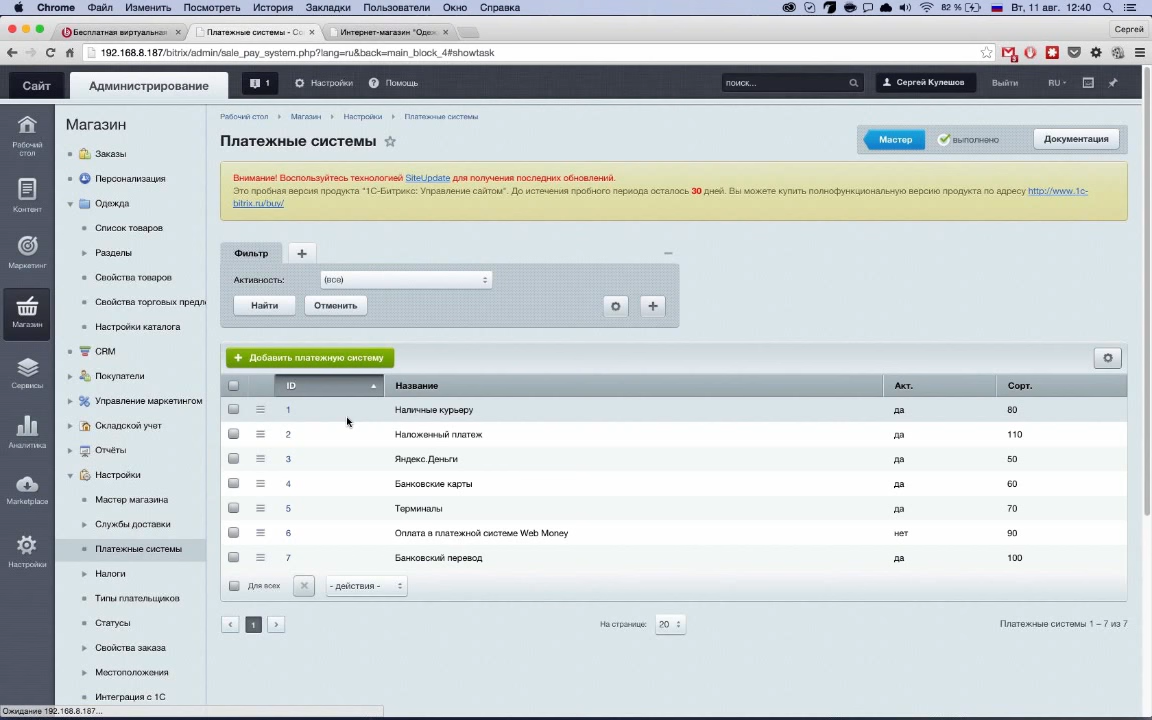 Chrome Файл Изменить Посмотреть История Закладки Пользователи Окно Справка 82 % Вт, 11 авг. 12:40
Бесплатная виртуальная Платежные системы - Со Интернет-магазин "Одеж Сергей
192.168.8.187/bitrix/admin/sale_pay_system.php?lang=ru&back=main_block_4#showtask
Сайт Администрирование 1 Настройки Помощь поиск... Сергей Кулешов Выйти RU
Рабочий стол Магазин Настройки Платежные системы
Платежные системы Мастер выполнено Документация
Внимание! Воспользуйтесь технологией SiteUpdate для получения последних обновлений.
Это пробная версия продукта "1С-Битрикс: Управление сайтом". До истечения пробного периода осталось 30 дней. Вы можете купить полнофункциональную версию продукта по адресу http://www.1c-
bitrix.ru/buy/
Рабочий
стол
Контент
Маркетинг
Магазин
Сервисы
Аналитика
Marketplace
Настройки
Магазин
Заказы
Персонализация
Одежда
Список товаров
Разделы
Свойства товаров
Свойства торговых предл
Настройки каталога
CRM
Покупатели
Управление маркетингом
Складской учет
Отчёты
Настройки
Мастер магазина
Службы доставки
Платежные системы
Налоги
Типы плательщиков
Статусы
Свойства заказа
Местоположения
Интеграция с 1С
Фильтр +
Активность: (все)
Найти Отменить
+ Добавить платежную систему
ID Название Акт. Сорт.
1 Наличные курьеру да 80
2 Наложенный платеж да 110
3 Яндекс.Деньги да 50
4 Банковские карты да 60
5 Терминалы да 70
6 Оплата в платежной системе Web Money нет 90
7 Банковский перевод да 100
Для всех - действия -
1 На странице: 20 Платежные системы 1 – 7 из 7
Ожидание 192.168.8.187...